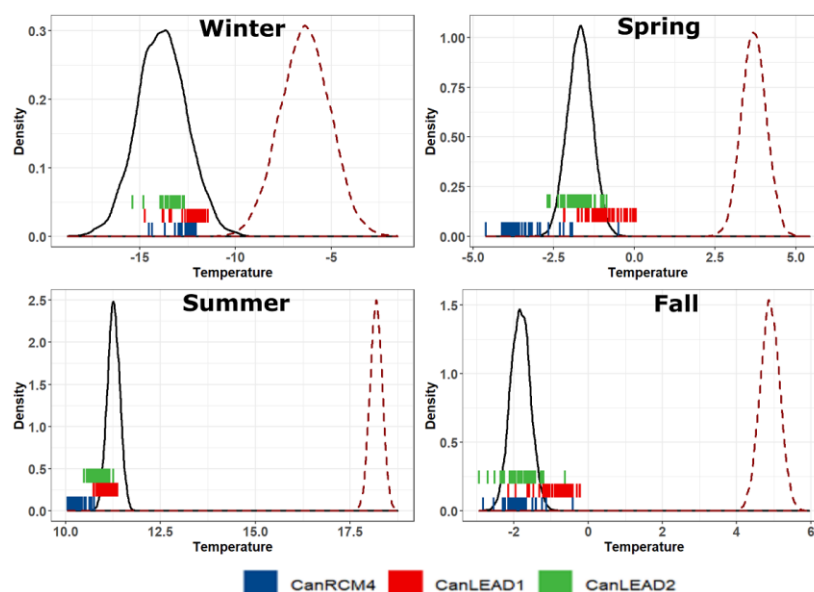 Winter
0.3
0.2
0.1
0.0
Density
-15
-10
-5
Temperature
Spring
1.00
0.75
0.50
0.25
0.00
Density
-5.0
-2.5
0.0
2.5
5.0
Temperature
Summer
2.5
2.0
1.5
1.0
0.5
0.0
Density
10.0
12.5
15.0
17.5
Temperature
Fall
1.5
1.0
0.5
0.0
Density
-2
0
2
4
6
Temperature
CanRCM4 CanLEAD1 CanLEAD2